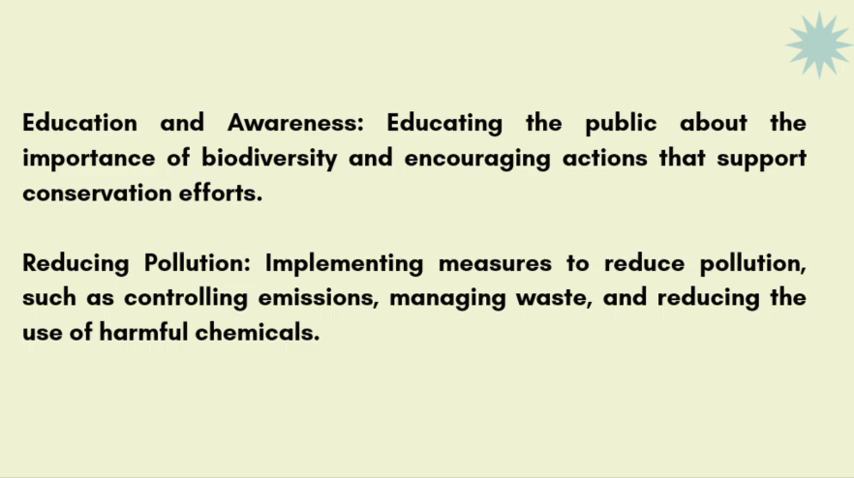 Education and Awareness: Educating the public about the
importance of biodiversity and encouraging actions that support
conservation efforts.
Reducing Pollution: Implementing measures to reduce pollution,
such as controlling emissions, managing waste, and reducing the
use of harmful chemicals.